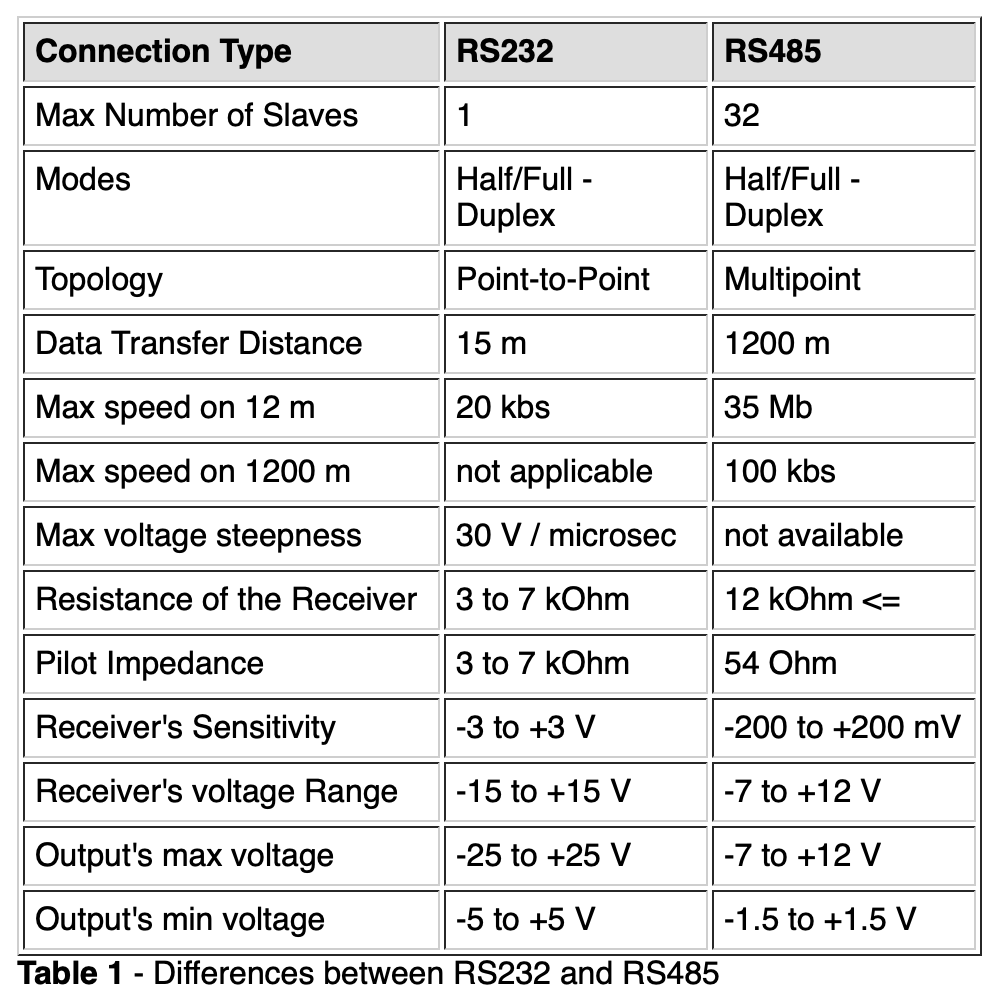 Connection Type RS232 RS485
Max Number of Slaves 1 32
Modes Half/Full - Half/Full -
Duplex Duplex
Topology Point-to-Point Multipoint
Data Transfer Distance 15 m 1200 m
Max speed on 12 m 20 kbs 35 Mb
Max speed on 1200 m not applicable 100 kbs
Max voltage steepness 30 V / microsec not available
Resistance of the Receiver 3 to 7 kOhm 12 kOhm <=
Pilot Impedance 3 to 7 kOhm 54 Ohm
Receiver's Sensitivity -3 to +3 V -200 to +200 mV
Receiver's voltage Range -15 to +15 V -7 to +12 V
Output's max voltage -25 to +25 V -7 to +12 V
Output's min voltage -5 to +5 V -1.5 to +1.5 V
Table 1 - Differences between RS232 and RS485